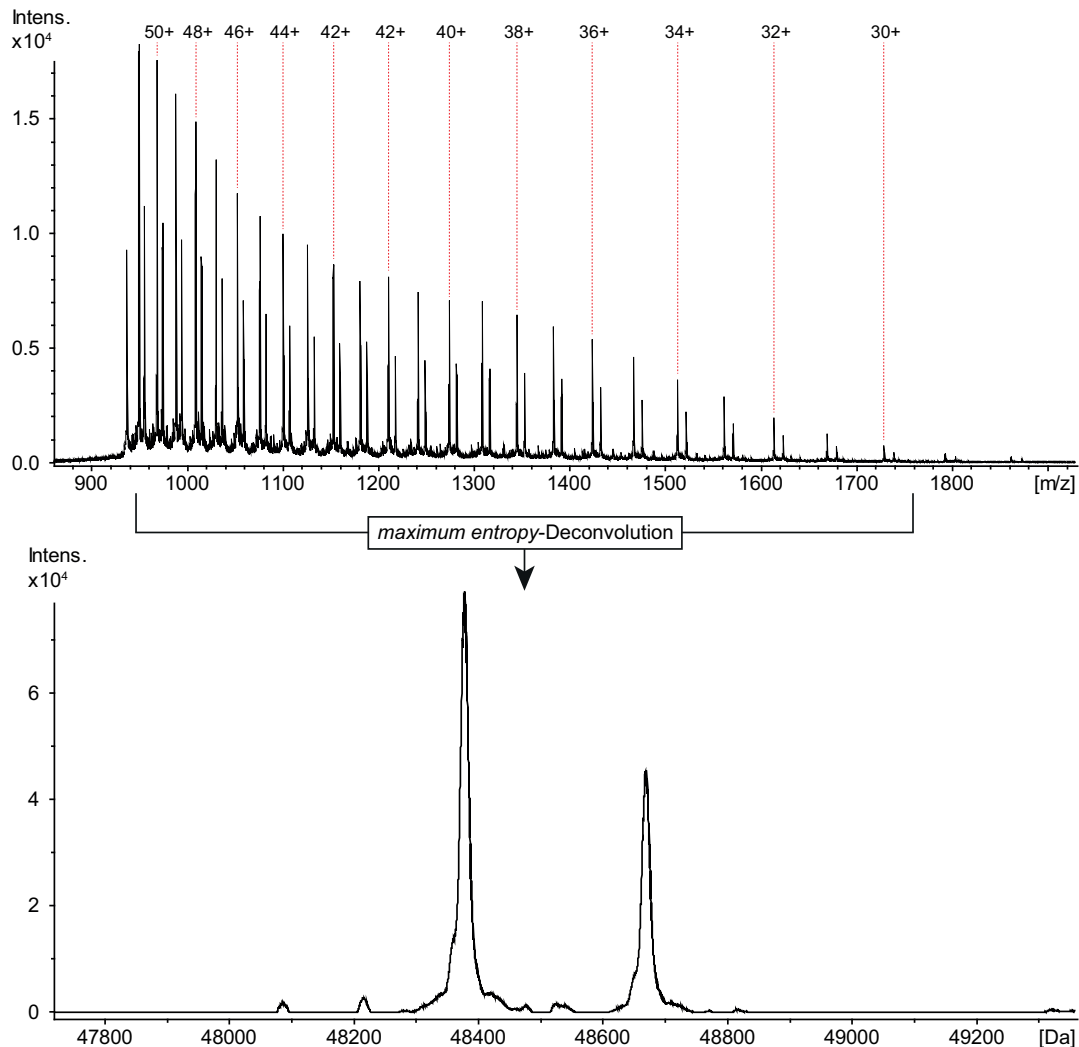 Intens.
x10⁴
50+ 48+ 46+ 44+ 42+ 42+ 40+ 38+ 36+ 34+ 32+ 30+
1.5
1.0
0.5
0.0
900 1000 1100 1200 1300 1400 1500 1600 1700 1800 [m/z]
maximum entropy-Deconvolution
Intens.
x10⁴
6
4
2
0
47800 48000 48200 48400 48600 48800 49000 49200 [Da]